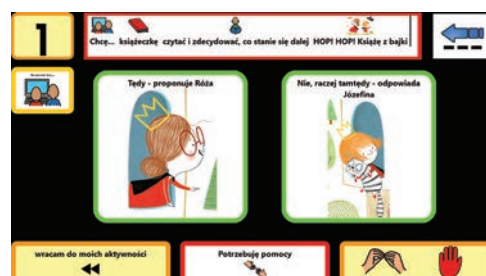 1
Chcę... książeczkę czytać i zdecydować, co stanie się dalej HOP! HOP! Książę z bajki
Tędy - proponuje Róża
Nie, raczej tamtędy - odpowiada
Józefina
wracam do moich aktywności
Potrzebuję pomocy